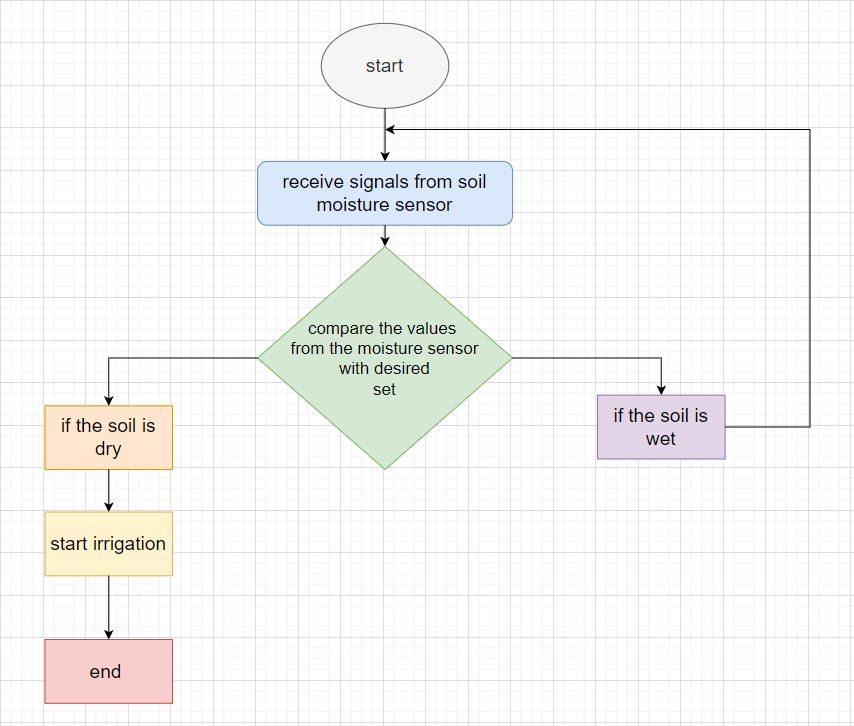 start
receive signals from soil
moisture sensor
compare the values
from the moisture sensor
with desired
set
if the soil is
dry
if the soil is
wet
start irrigation
end